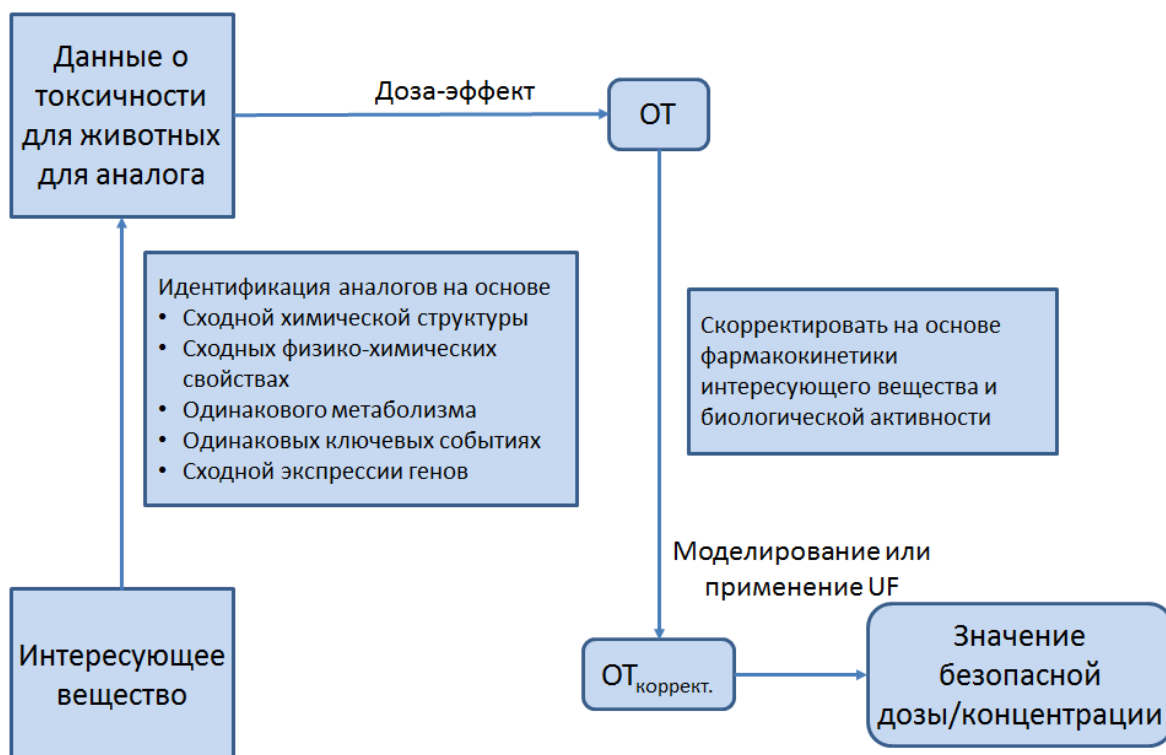 Данные о
токсичности
для животных
для аналога
Доза-эффект
ОТ
Идентификация аналогов на основе
• Сходной химической структуры
• Сходных физико-химических
свойствах
• Одинакового метаболизма
• Одинаковых ключевых событиях
• Сходной экспрессии генов
Скорректировать на основе
фармакокинетики
интересующего вещества и
биологической активности
Моделирование или
применение UF
Интересующее
вещество
ОТкоррект.
Значение
безопасной
дозы/концентрации